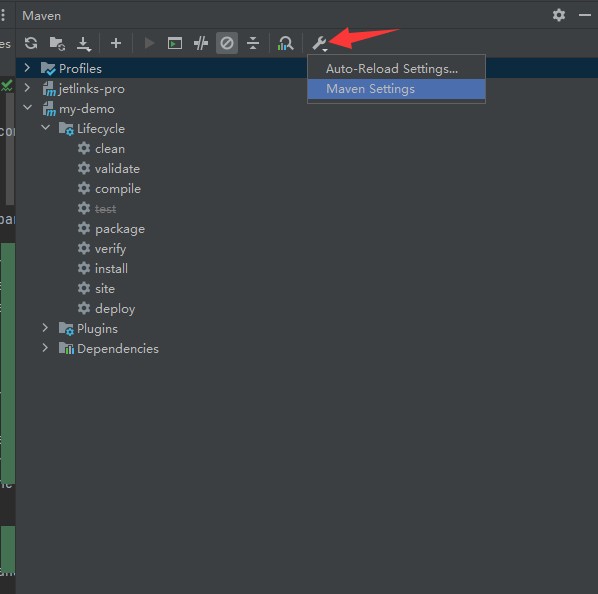 Maven
es
Auto-Reload Settings...
Maven Settings
Profiles
jetlinks-pro
my-demo
Lifecycle
clean
validate
compile
test
package
verify
install
site
deploy
Plugins
Dependencies